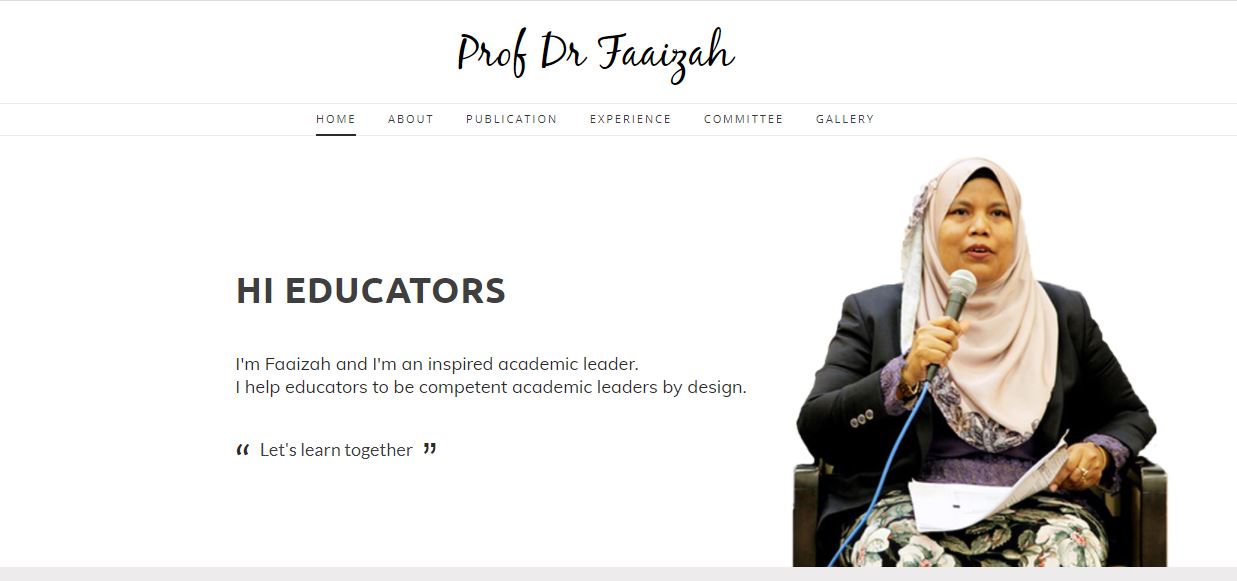 Prof Dr Faaizah
HOME ABOUT PUBLICATION EXPERIENCE COMMITTEE GALLERY
HI EDUCATORS
I'm Faaizah and I'm an inspired academic leader.
I help educators to be competent academic leaders by design.
“ Let's learn together ”